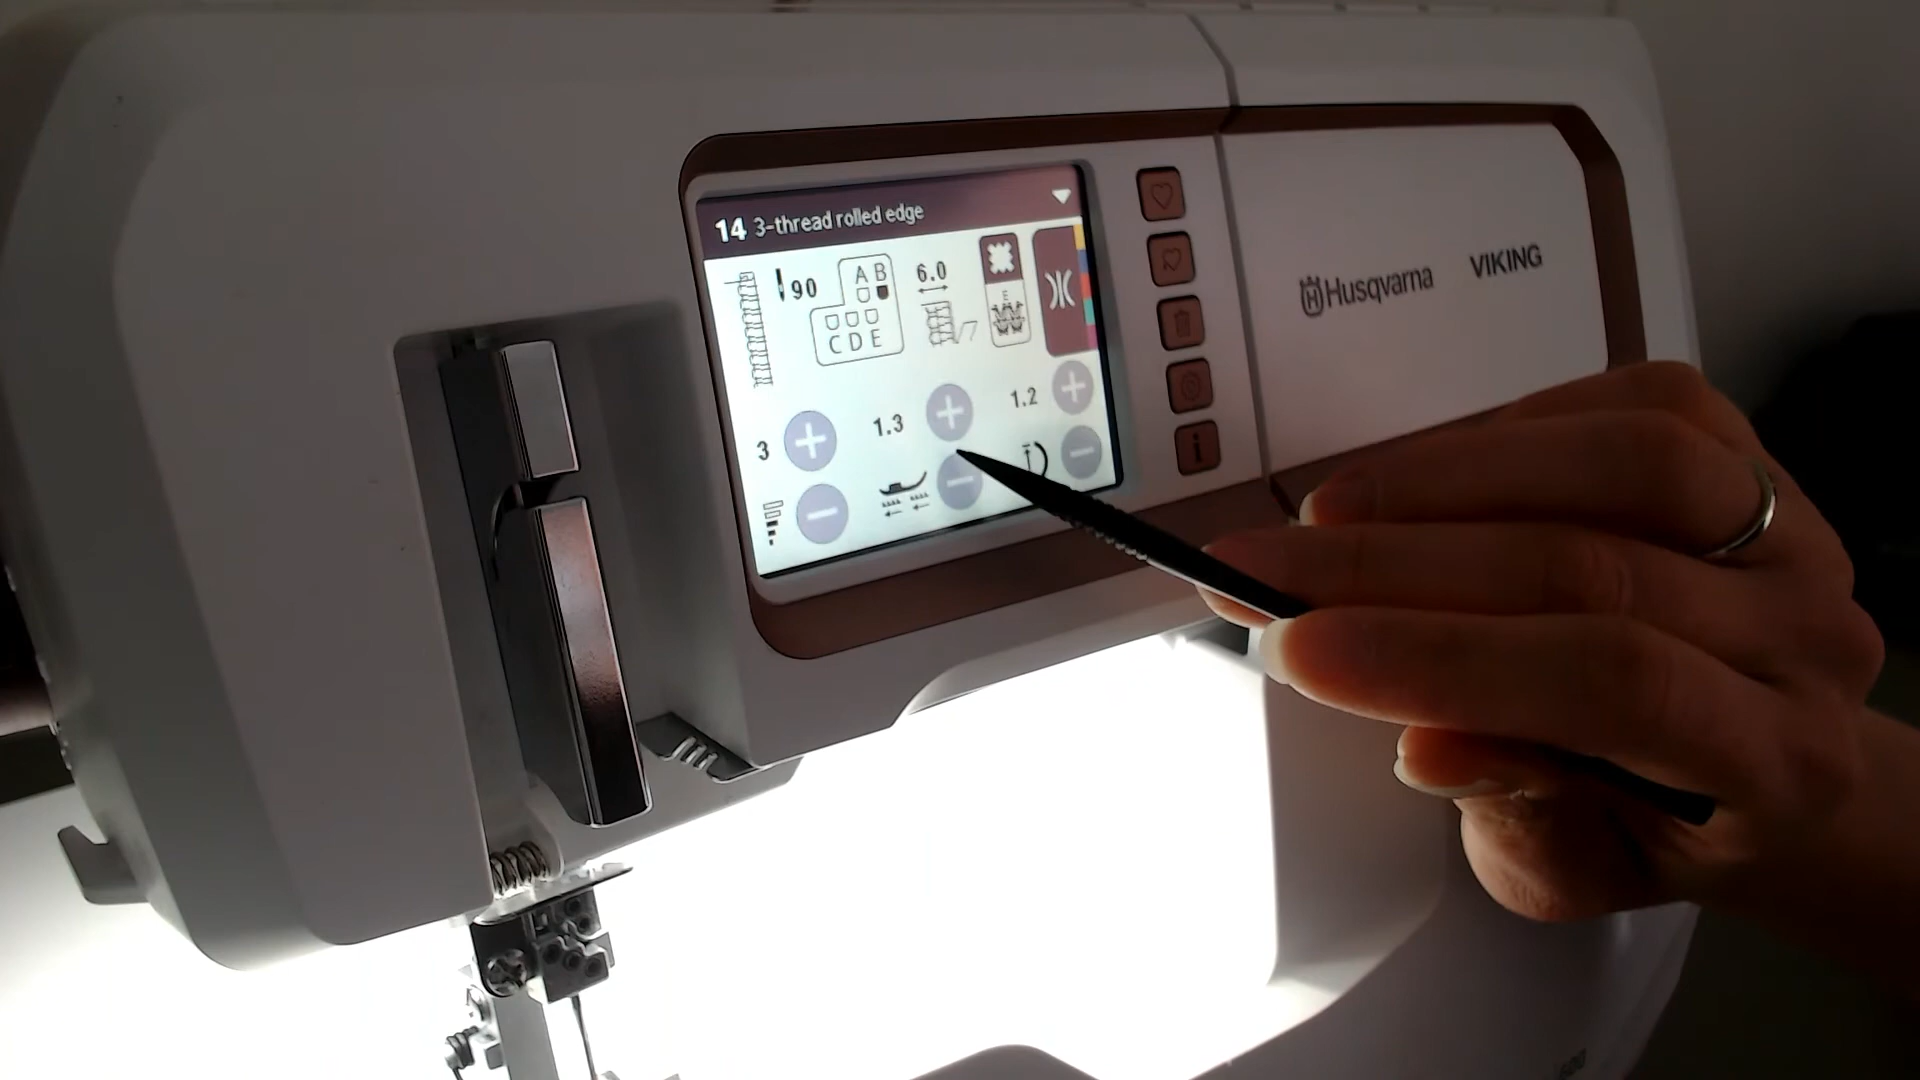 14 3-thread rolled edge
90
A B
C D E
6.0
E
3
1.3
1.2
i
Husqvarna VIKING